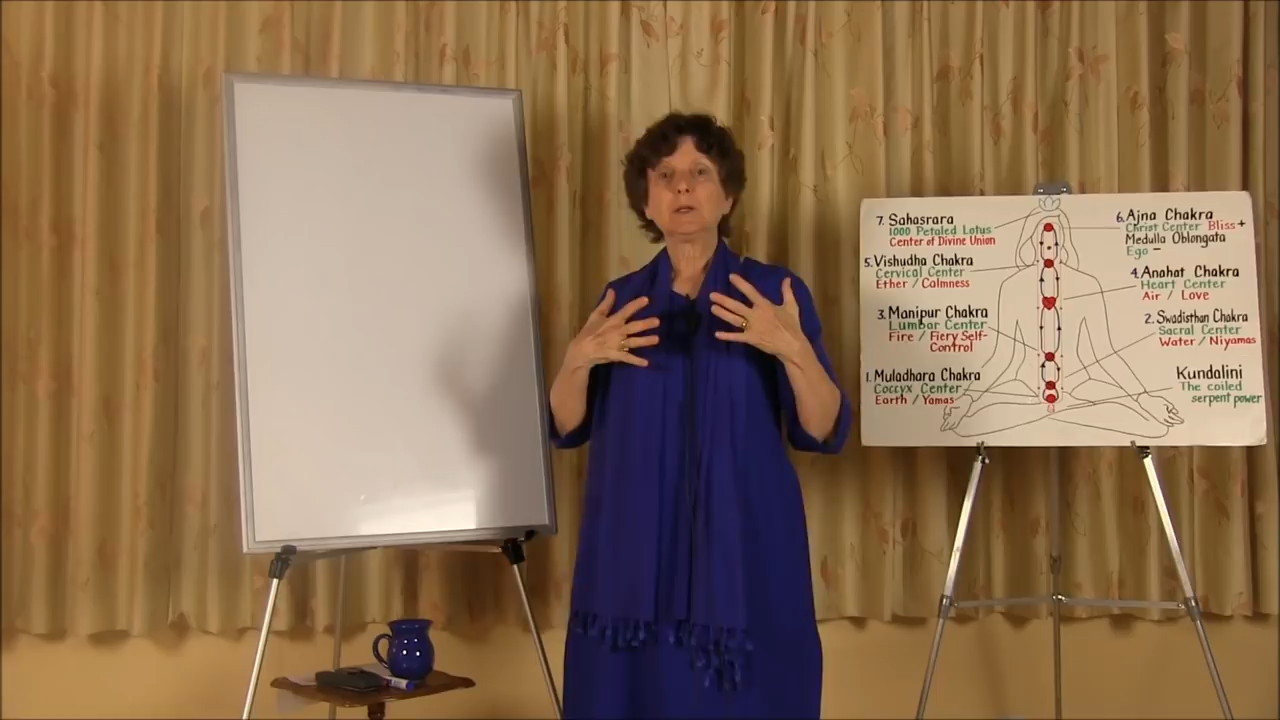 7. Sahasrara
1000 Petaled Lotus
Center of Divine Union
6. Ajna Chakra
Christ Center Bliss +
Medulla Oblongata
Ego -
5. Vishudha Chakra
Cervical Center
Ether / Calmness
4. Anahat Chakra
Heart Center
Air / Love
3. Manipur Chakra
Lumbar Center
Fire / Fiery Self-
Control
2. Swadisthan Chakra
Sacral Center
Water / Niyamas
1. Muladhara Chakra
Coccyx Center
Earth / Yamas
Kundalini
The coiled
serpent power